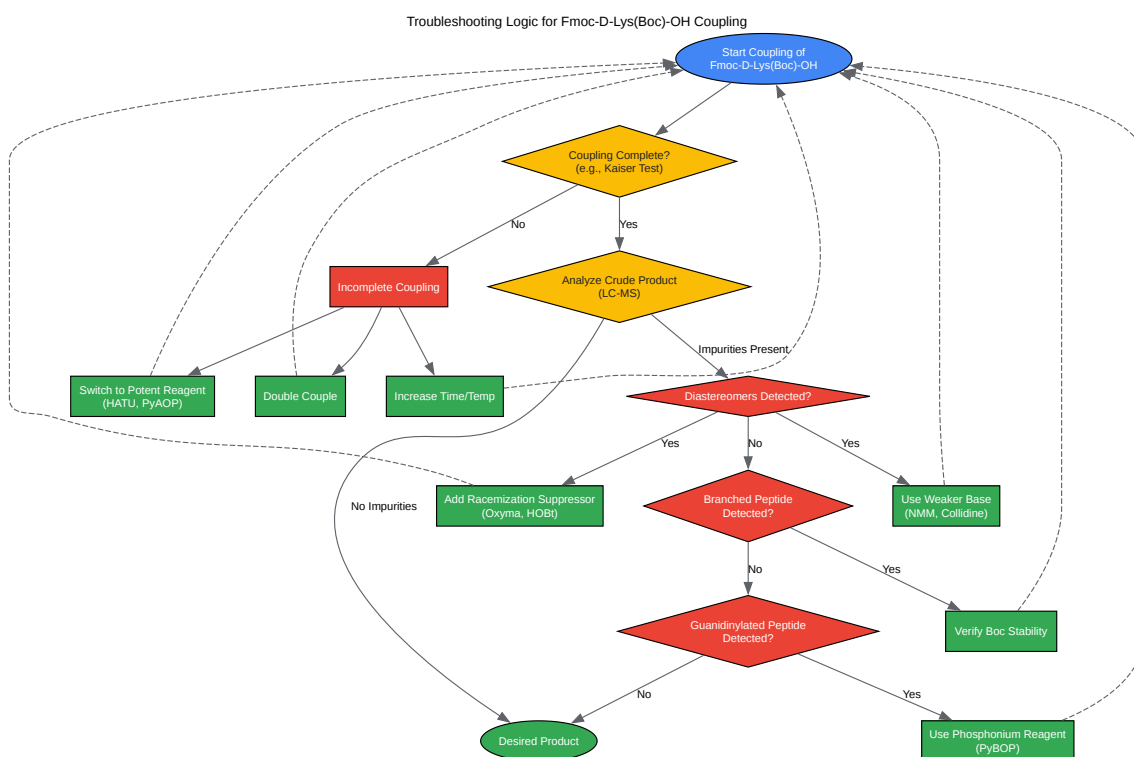 Troubleshooting Logic for Fmoc-D-Lys(Boc)-OH Coupling
Start Coupling of
Fmoc-D-Lys(Boc)-OH
Coupling Complete?
(e.g., Kaiser Test)
No
Yes
Incomplete Coupling
Analyze Crude Product
(LC-MS)
Impurities Present
Switch to Potent Reagent
(HATU, PyAOP)
Double Couple
Increase Time/Temp
Diastereomers Detected?
Yes
No
Yes
No Impurities
Add Racemization Suppressor
(Oxyma, HOBt)
Branched Peptide
Detected?
Use Weaker Base
(NMM, Collidine)
No
Yes
Guanidinylated Peptide
Detected?
Verify Boc Stability
No
Yes
Desired Product
Use Phosphonium Reagent
(PyBOP)